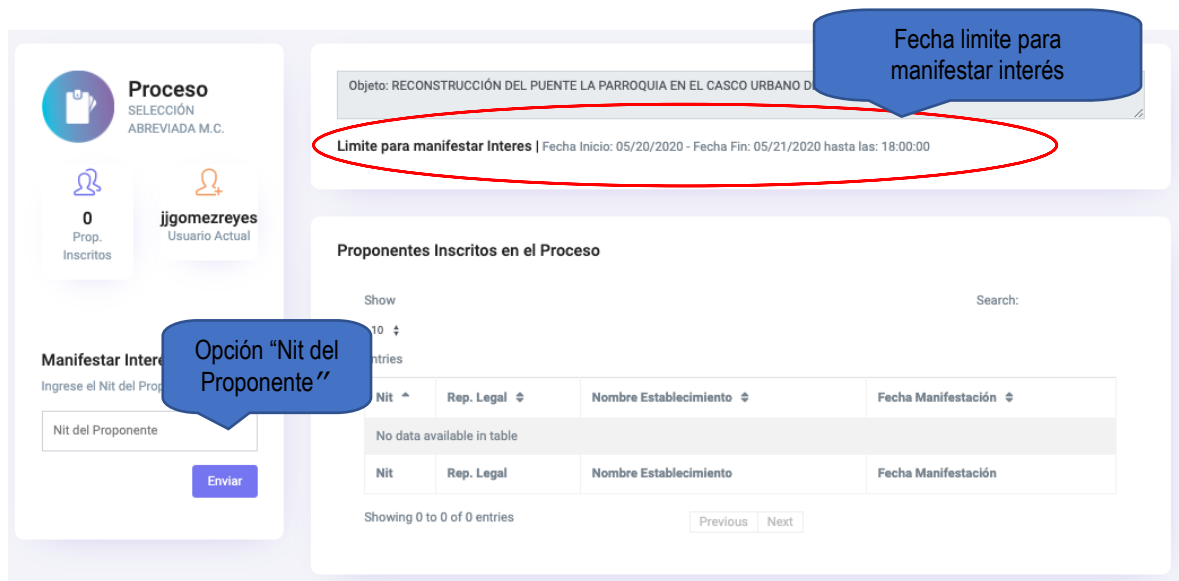 Fecha limite para
manifestar interés
Proceso
SELECCIÓN
ABREVIADA M.C.
0
Prop.
Inscritos
jjgomezreyes
Usuario Actual
Objeto: RECONSTRUCCIÓN DEL PUENTE LA PARROQUIA EN EL CASCO URBANO
Limite para manifestar Interes | Fecha Inicio: 05/20/2020 - Fecha Fin: 05/21/2020 hasta las: 18:00:00
Manifestar
Ingrese el Nit del
Opción “Nit del
Proponente”
Nit del Proponente
Enviar
Proponentes Inscritos en el Proceso
Show
Search:
10
Nit Rep. Legal Nombre Establecimiento Fecha Manifestación
No data available in table
Nit Rep. Legal Nombre Establecimiento Fecha Manifestación
Showing 0 to 0 of 0 entries
Previous Next